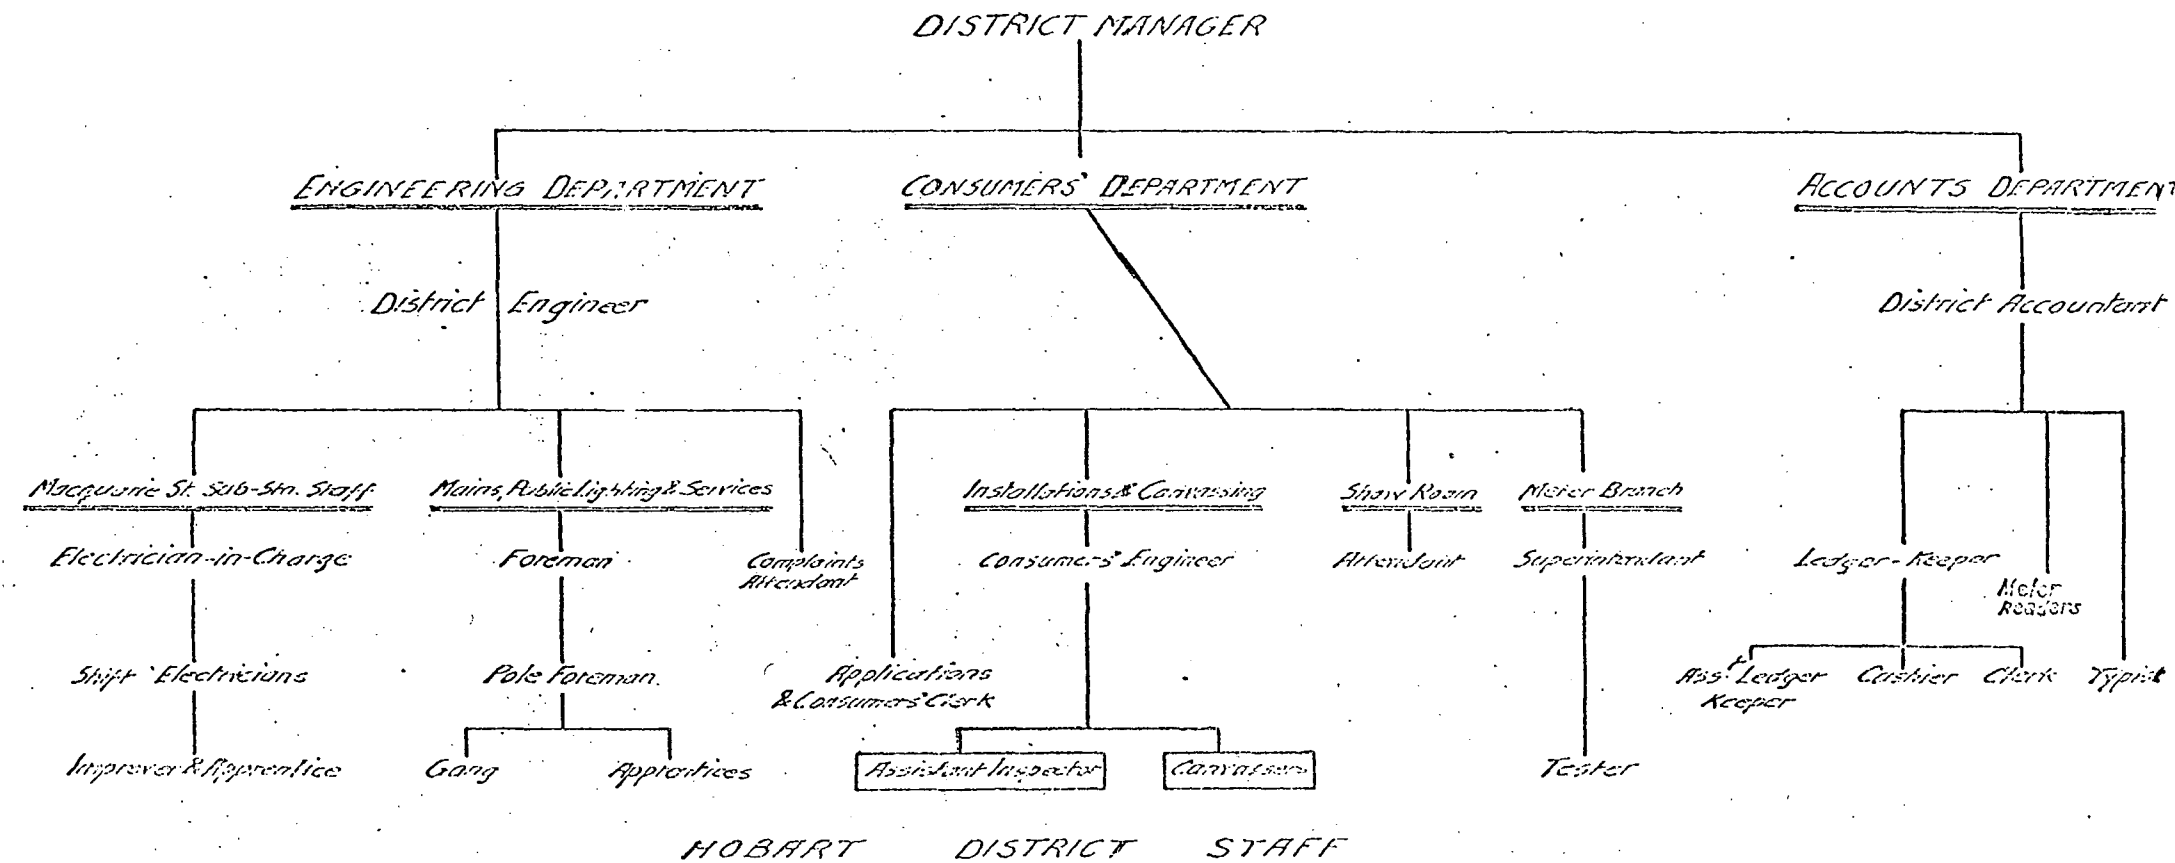 DISTRICT MANAGER
ENGINEERING DEPARTMENT
CONSUMERS' DEPARTMENT
ACCOUNTS DEPARTMENT
District Engineer
District Accountant
Macquarie St. Sub-Stn. Staff
Mains, Public Lighting & Services
Installations & Canvassing
Show Room
Meter Branch
Electrician-in-Charge
Foreman
Complaints
Attendant
Consumers' Engineer
Attendant
Superintendant
Ledger-Keeper
Meter
Readers
Shift Electricians
Pole Foreman
Applications
& Consumers' Clerk
Asst. Ledger
Keeper
Cashier
Clerk
Typist
Improver & Apprentice
Gang
Apprentices
Assistant Inspector
Canvassers
Tester
HOBART DISTRICT STAFF